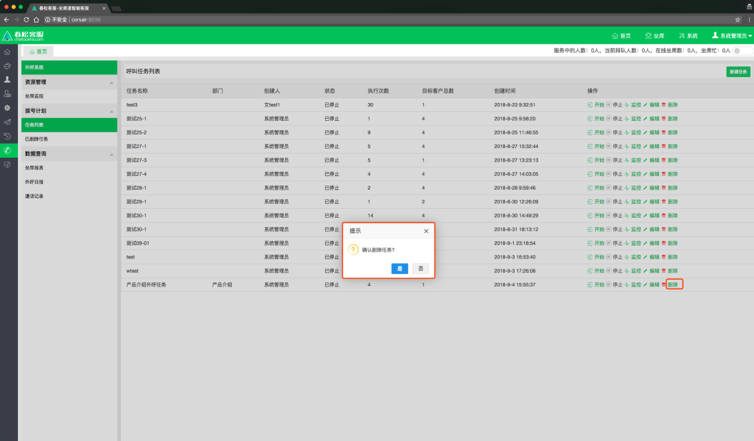 春松客服-全渠道智能客服
不安全 | corsair:8035
春松客服
chatopera.com
首页 坐席 系统 系统管理员
首页
服务中的人数：0人，当前排队人数：0人，在线坐席数：0人，坐席忙：0人
外呼系统
资源管理
坐席监控
拨号计划
任务列表
已删除任务
数据查询
坐席报表
外呼日报
通话记录
呼叫任务列表 新建任务
任务名称 部门 创建人 状态 执行次数 目标客户总数 创建时间 操作
test3 文test1 已停止 30 1 2018-8-23 9:32:51 开始 停止 监控 编辑 删除
测试25-1 系统管理员 已停止 1 4 2018-8-25 9:58:20 开始 停止 监控 编辑 删除
测试25-2 系统管理员 已停止 9 4 2018-8-25 11:46:55 开始 停止 监控 编辑 删除
测试27-1 系统管理员 已停止 5 4 2018-8-27 10:32:44 开始 停止 监控 编辑 删除
测试27-3 系统管理员 已停止 5 1 2018-8-27 13:23:13 开始 停止 监控 编辑 删除
测试27-4 系统管理员 已停止 4 4 2018-8-27 14:03:05 开始 停止 监控 编辑 删除
测试28-1 系统管理员 已停止 2 4 2018-8-28 9:59:46 开始 停止 监控 编辑 删除
测试29-1 系统管理员 已停止 1 2 2018-8-30 12:26:08 开始 停止 监控 编辑 删除
测试30-1 系统管理员 已停止 14 4 2018-8-30 14:49:29 开始 停止 监控 编辑 删除
测试30-1 系统管理员 已停止 2018-8-31 18:13:12 开始 停止 监控 编辑 删除
测试09-01 系统管理员 已停止 2018-9-1 23:18:54 开始 停止 监控 编辑 删除
test 系统管理员 已停止 2018-9-3 16:53:40 开始 停止 监控 编辑 删除
wtest 系统管理员 已停止 2018-9-3 17:26:06 开始 停止 监控 编辑 删除
产品介绍外呼任务 产品介绍 系统管理员 已停止 4 1 2018-9-4 15:55:37 开始 停止 监控 编辑 删除
提示
确认删除任务?
是 否